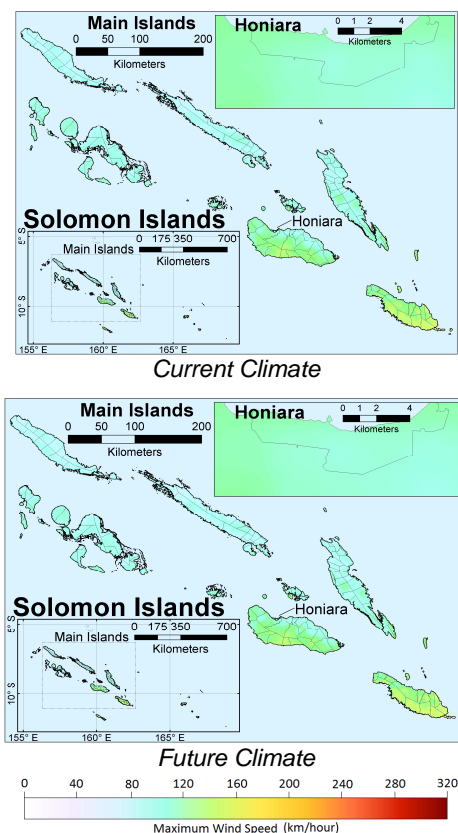 Main Islands
0 50 100 200
Kilometers
Honiara
0 1 2 4
Kilometers
Honiara
Solomon Islands
Main Islands
0 175 350 700
Kilometers
5° S
10° S
155° E 160° E 165° E
Current Climate
Main Islands
0 50 100 200
Kilometers
Honiara
0 1 2 4
Kilometers
Honiara
Solomon Islands
Main Islands
0 175 350 700
Kilometers
5° S
10° S
155° E 160° E 165° E
Future Climate
0 40 80 120 160 200 240 280 320
Maximum Wind Speed (km/hour)